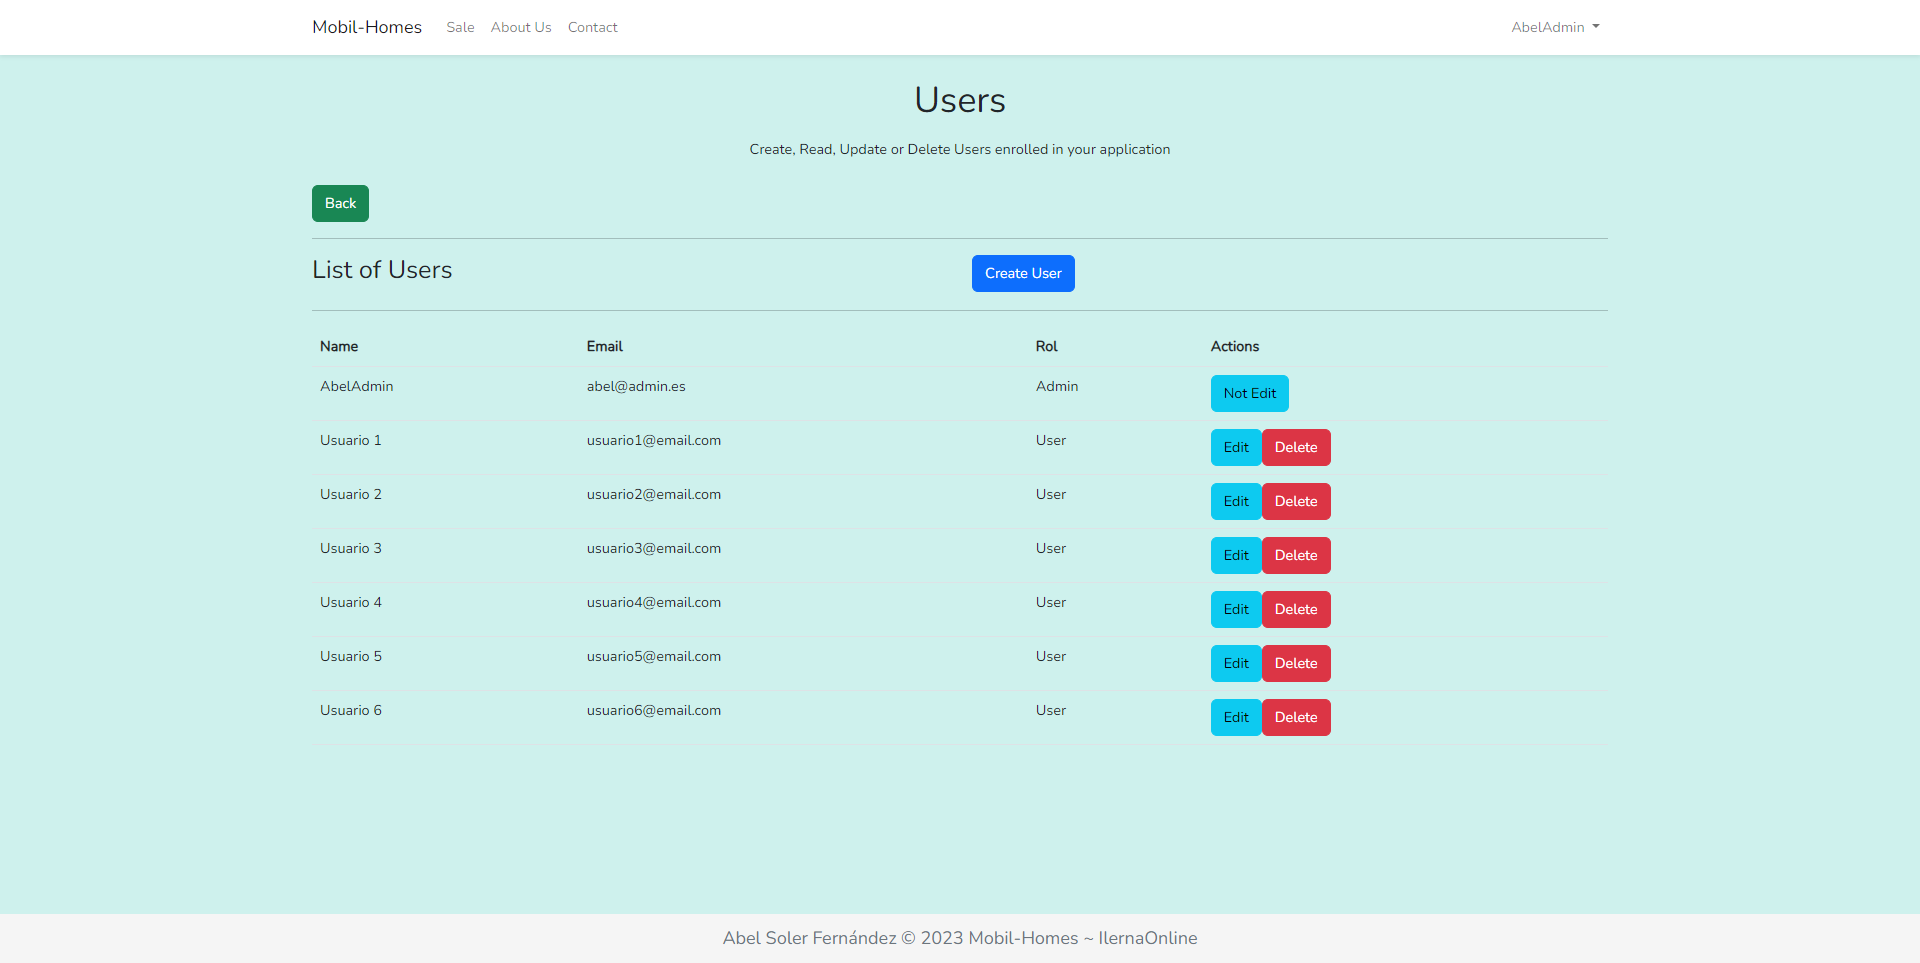 Mobil-Homes Sale About Us Contact AbelAdmin
Users
Create, Read, Update or Delete Users enrolled in your application
Back
List of Users Create User
Name Email Rol Actions
AbelAdmin abel@admin.es Admin Not Edit
Usuario 1 usuario1@email.com User Edit Delete
Usuario 2 usuario2@email.com User Edit Delete
Usuario 3 usuario3@email.com User Edit Delete
Usuario 4 usuario4@email.com User Edit Delete
Usuario 5 usuario5@email.com User Edit Delete
Usuario 6 usuario6@email.com User Edit Delete
Abel Soler Fernández © 2023 Mobil-Homes ~ IlernaOnline